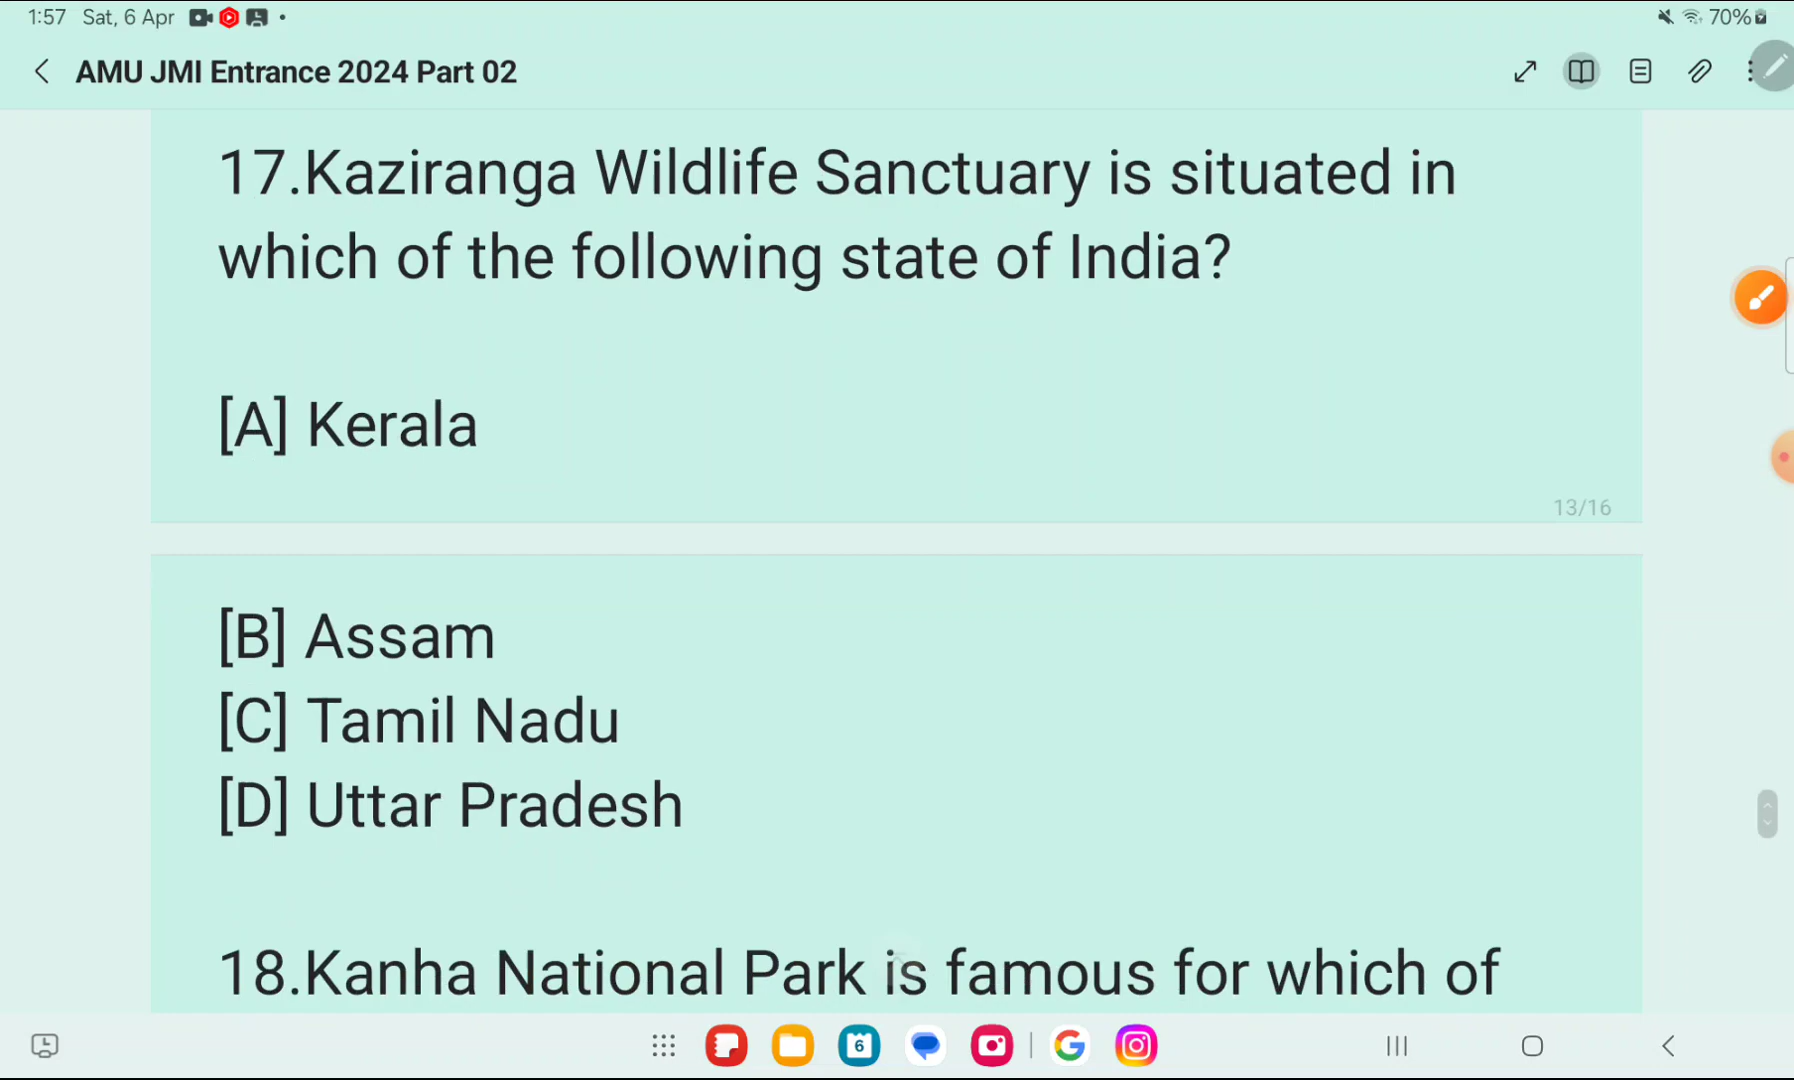 1:57 Sat, 6 Apr
70%
AMU JMI Entrance 2024 Part 02
17.Kaziranga Wildlife Sanctuary is situated in
which of the following state of India?
[A] Kerala
13/16
[B] Assam
[C] Tamil Nadu
[D] Uttar Pradesh
18.Kanha National Park is famous for which of
6